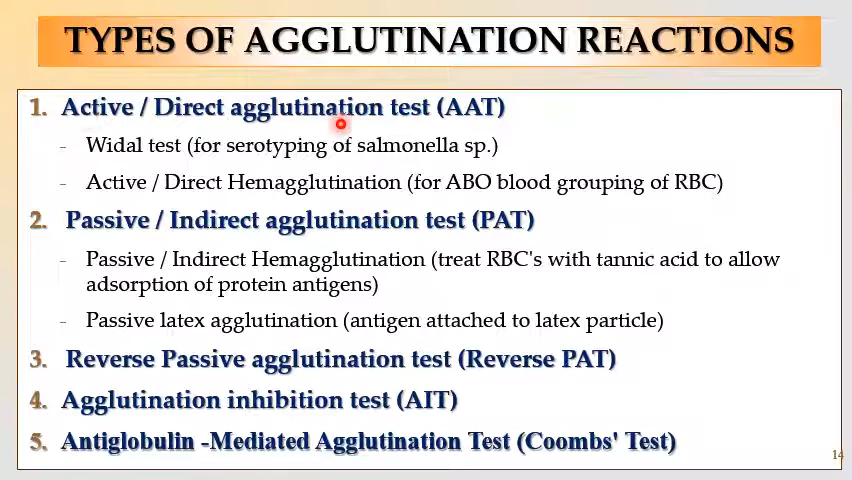 TYPES OF AGGLUTINATION REACTIONS
1. Active / Direct agglutination test (AAT)
- Widal test (for serotyping of salmonella sp.)
- Active / Direct Hemagglutination (for ABO blood grouping of RBC)
2. Passive / Indirect agglutination test (PAT)
- Passive / Indirect Hemagglutination (treat RBC's with tannic acid to allow
adsorption of protein antigens)
- Passive latex agglutination (antigen attached to latex particle)
3. Reverse Passive agglutination test (Reverse PAT)
4. Agglutination inhibition test (AIT)
5. Antiglobulin -Mediated Agglutination Test (Coombs' Test)
14